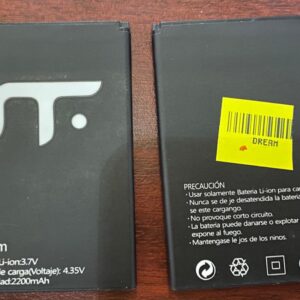 DREAM
m
Li-ion:3.7V
de carga(Voltaje): 4.35V
ad:2200mAh
PRECAUCIÓN
• Usar solamente Bateria Li-ion para ca
• Nunca se de je desatendida la bateria
este se cargango.
• No provoque corto circuito.
• La bateria puede danarse o explotar
expone al fuego.
• Mantengase le jos de los ninos.